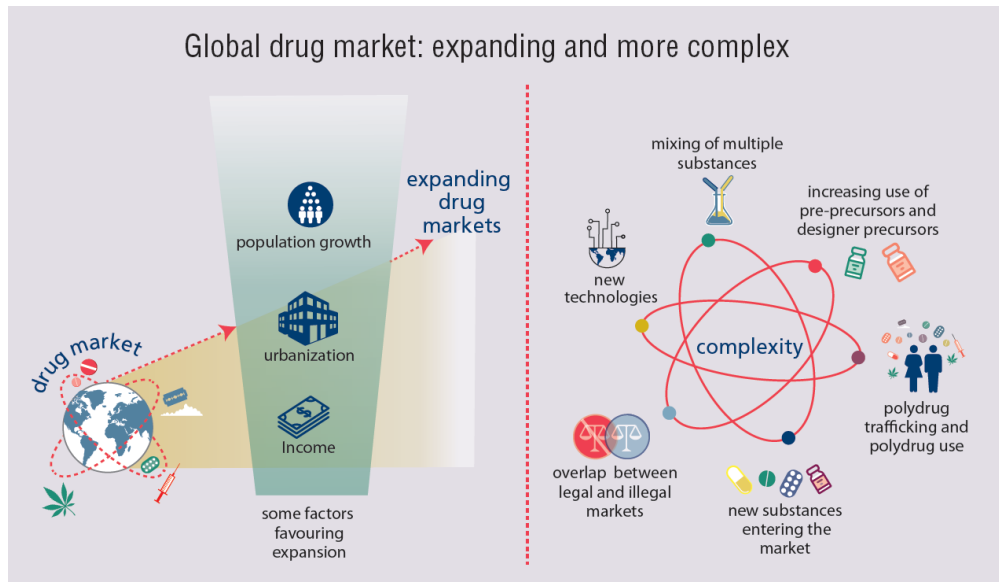 Global drug market: expanding and more complex
drug market
population growth
urbanization
Income
some factors
favouring
expansion
expanding
drug
markets
mixing of multiple
substances
increasing use of
pre-precursors and
designer precursors
new
technologies
complexity
polydrug
trafficking and
polydrug use
overlap between
legal and illegal
markets
new substances
entering the
market